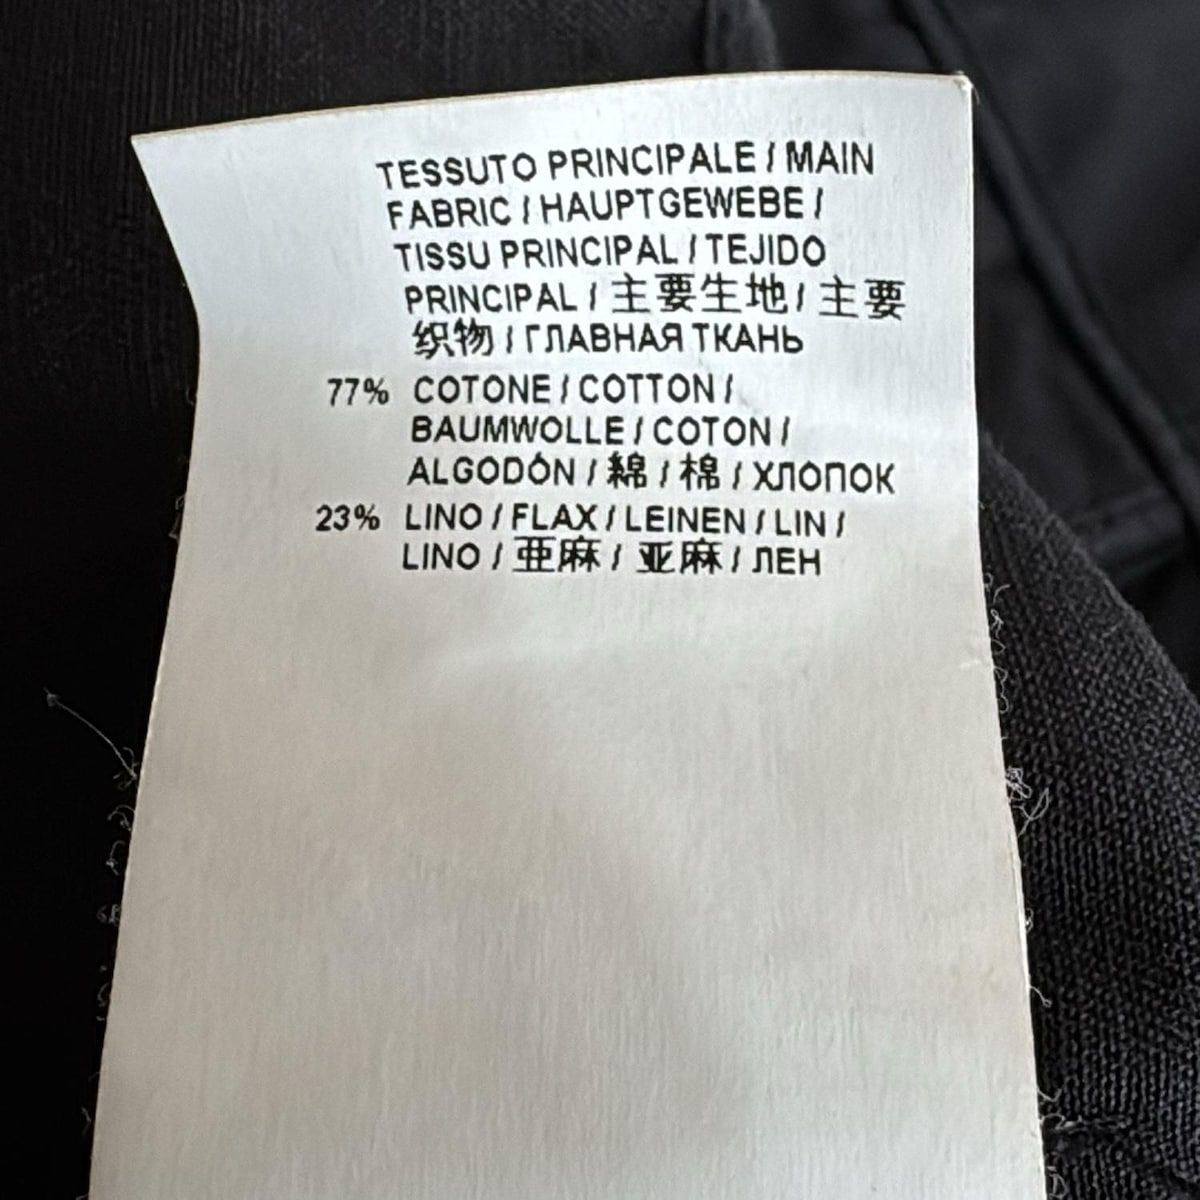 TESSUTO PRINCIPALE / MAIN
FABRIC / HAUPTGEWEBE /
TISSU PRINCIPAL / TEJIDO
PRINCIPAL / 主要生地 / 主要
织物 / ГЛАВНАЯ ТКАНЬ
77% COTONE / COTTON /
BAUMWOLLE / COTON /
ALGODÓN / 綿 / 棉 / ХЛОПОК
23% LINO / FLAX / LEINEN / LIN /
LINO / 亜麻 / 亚麻 / ЛЕН